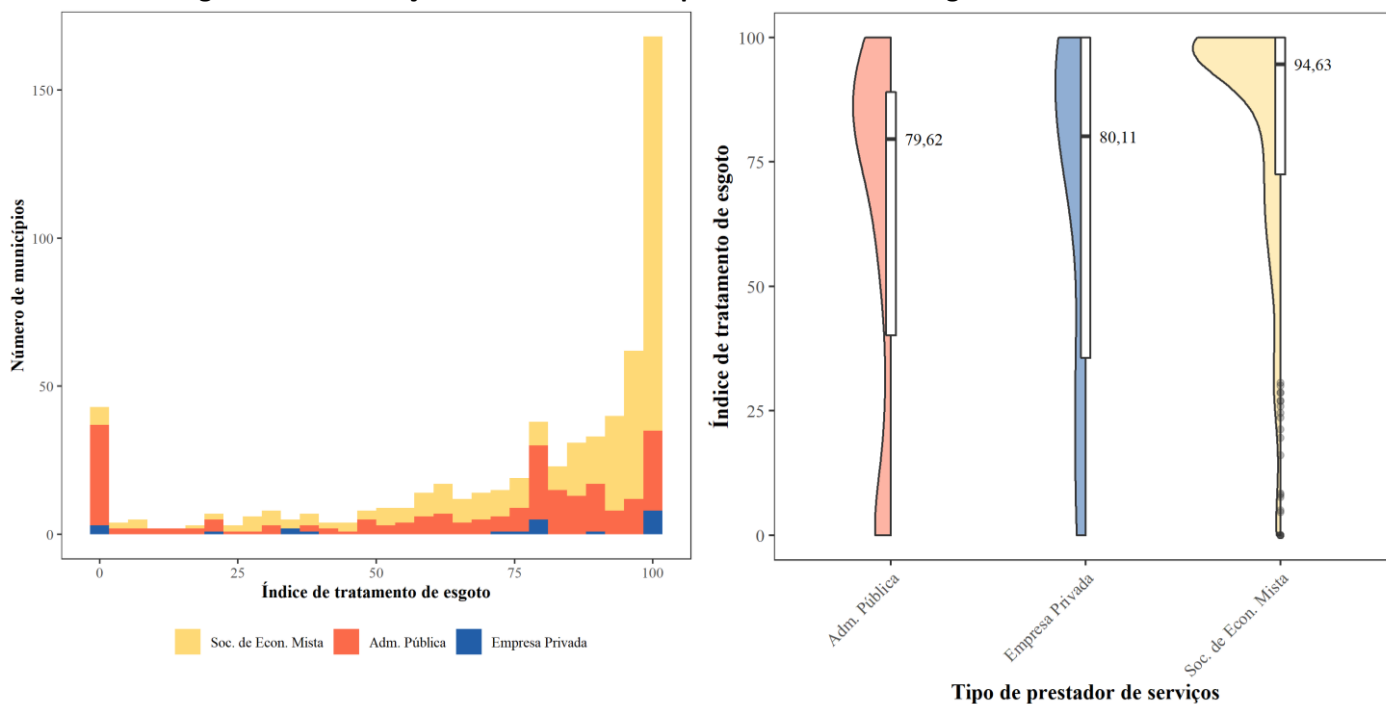 Número de municípios
150
100
50
0
0
25
50
75
100
Índice de tratamento de esgoto
Soc. de Econ. Mista
Adm. Pública
Empresa Privada
Índice de tratamento de esgoto
100
75
50
25
0
79,62
80,11
94,63
Adm. Pública
Empresa Privada
Soc. de Econ. Mista
Tipo de prestador de serviços